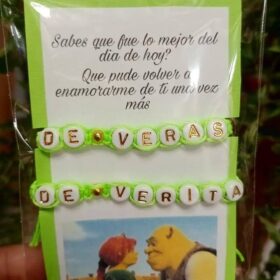 Sabes que fue lo mejor del
dia de hoy?
Que pude volver a
enamorarme de ti una vez
más
DE VERAS
DE VERITA